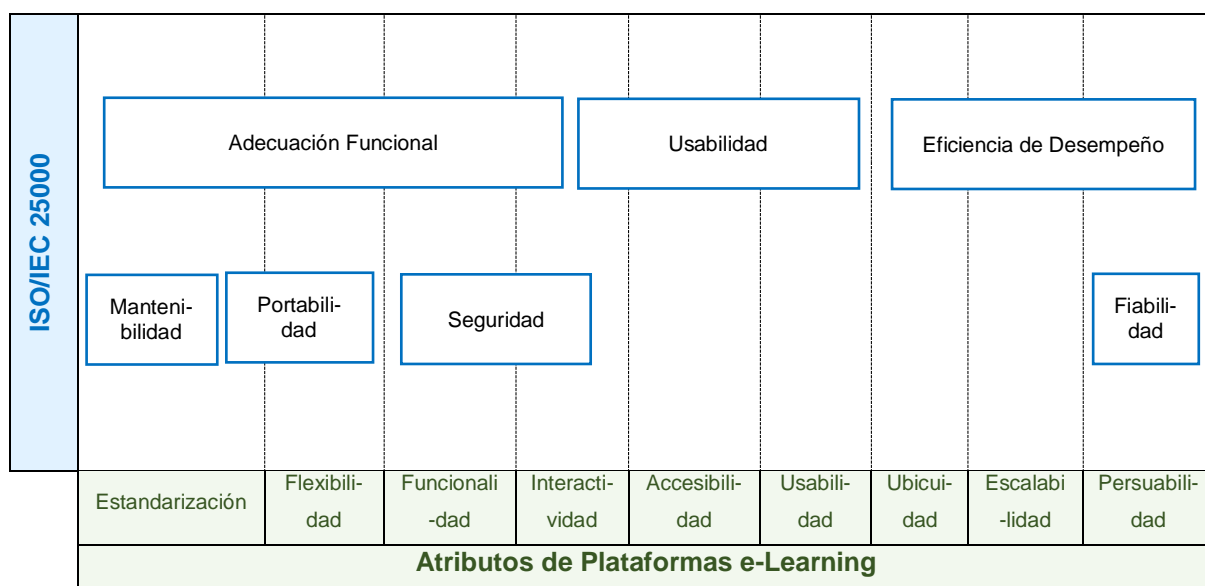 ISO/IEC 25000
Adecuación Funcional
Usabilidad
Eficiencia de Desempeño
Manteni-
bilidad
Portabili-
dad
Seguridad
Fiabili-
dad
Estandarización
Flexibili-
dad
Funcionali
-dad
Interacti-
vidad
Accesibili-
dad
Usabili-
dad
Ubicui-
dad
Escalabi
-lidad
Persuabili-
dad
Atributos de Plataformas e-Learning